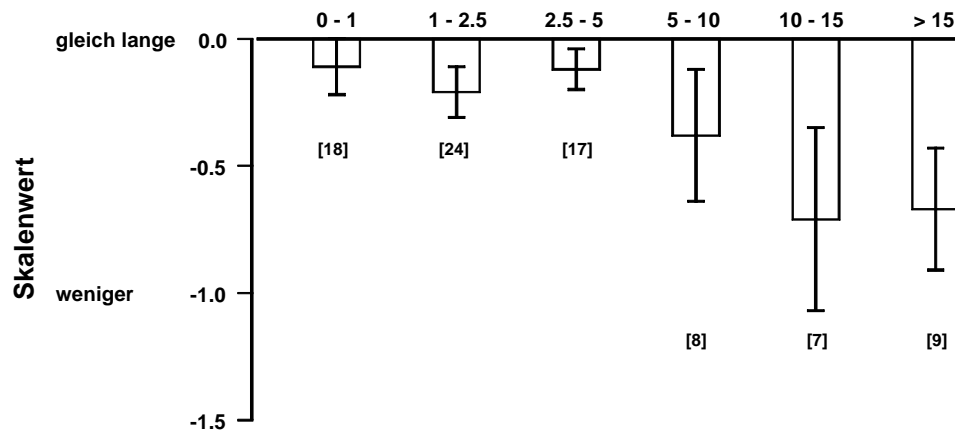 0 - 1 1 - 2.5 2.5 - 5 5 - 10 10 - 15 > 15
gleich lange 0.0
[18] [24] [17]
-0.5
Skalenwert
weniger -1.0
[8] [7] [9]
-1.5